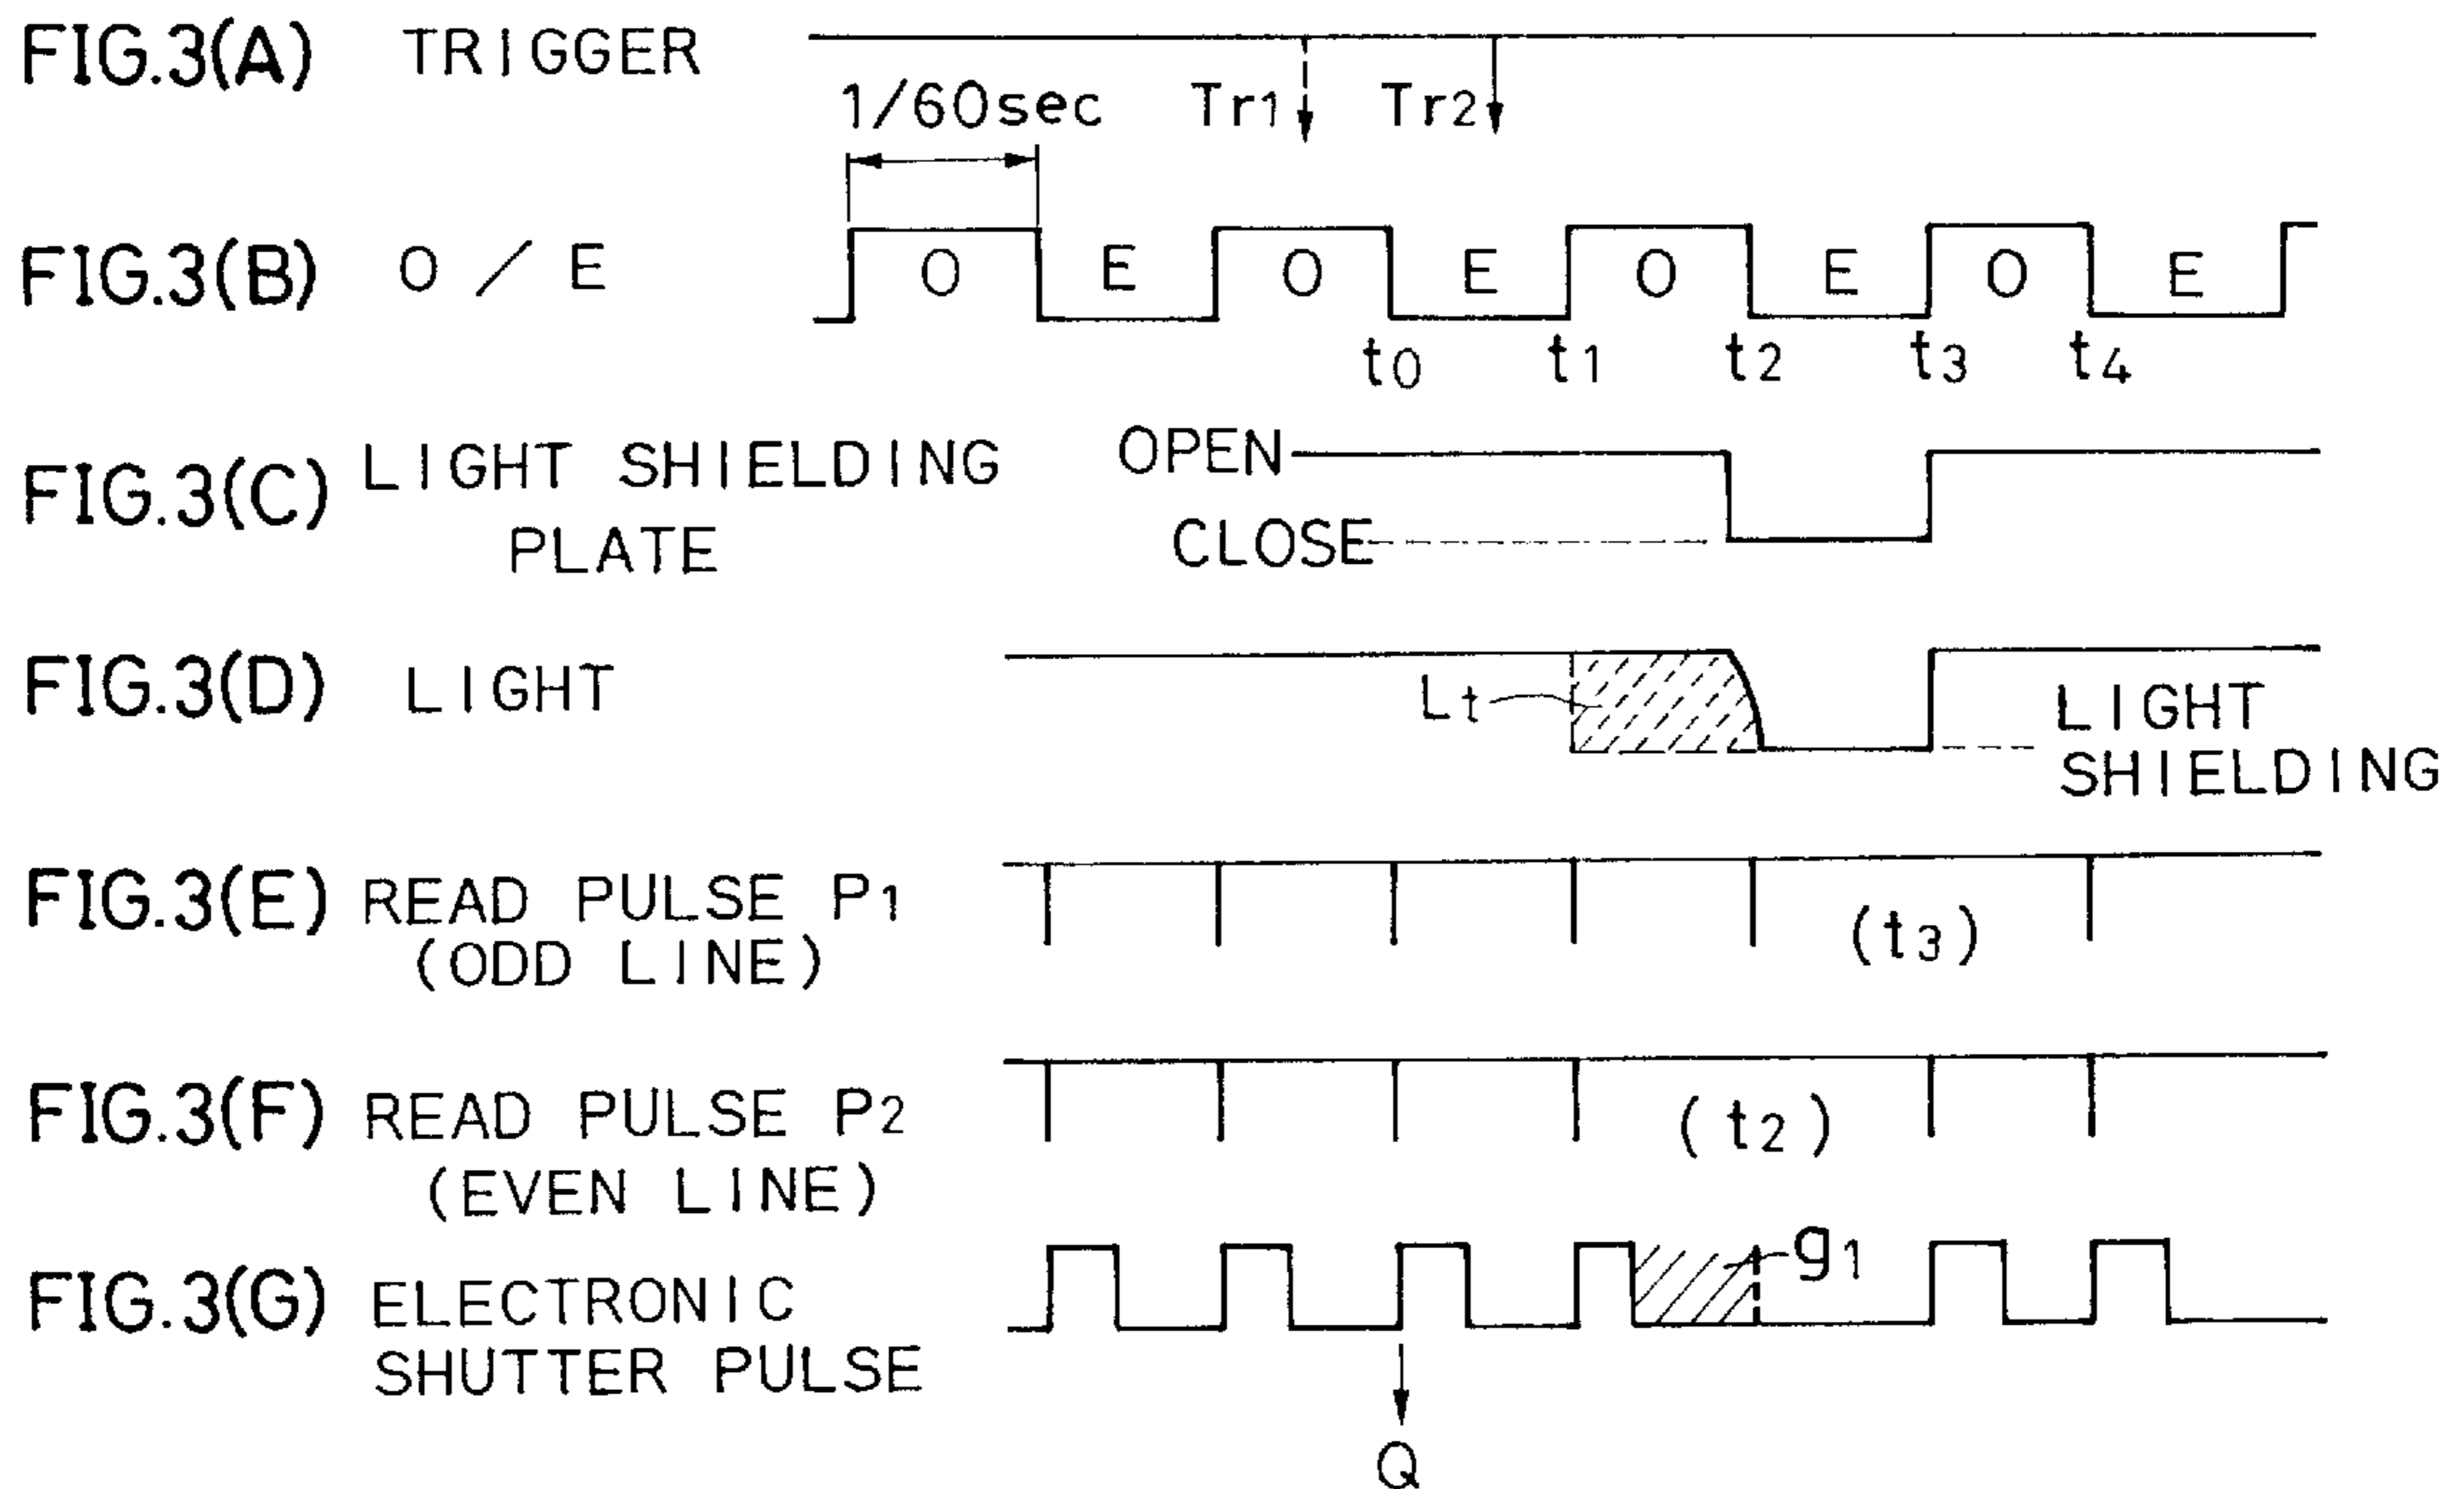 FIG.3(A) TRIGGER
1/60sec Tr1 Tr2
FIG.3(B) O / E O E O E O E O E
t0 t1 t2 t3 t4
FIG.3(C) LIGHT SHIELDING PLATE
OPEN
CLOSE
FIG.3(D) LIGHT
Lt
LIGHT
SHIELDING
FIG.3(E) READ PULSE P1
(ODD LINE)
(t3)
FIG.3(F) READ PULSE P2
(EVEN LINE)
(t2)
FIG.3(G) ELECTRONIC
SHUTTER PULSE
g1
Q